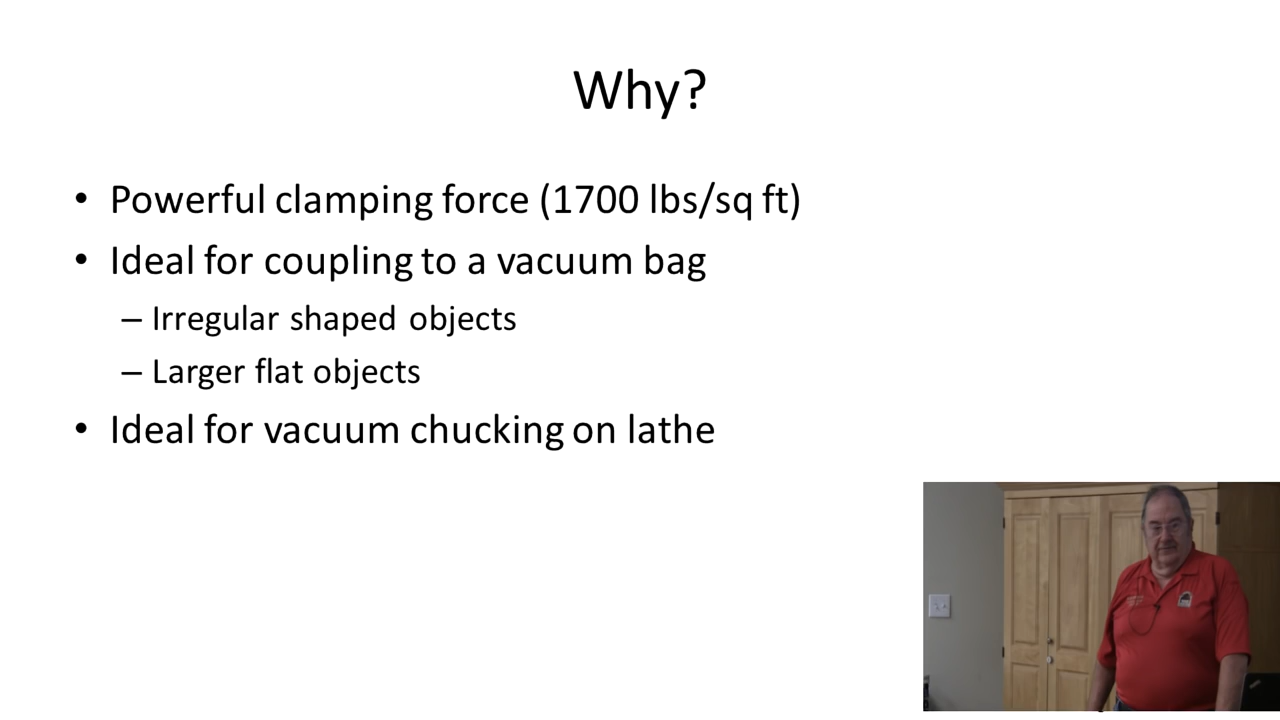 Why?
• Powerful clamping force (1700 lbs/sq ft)
• Ideal for coupling to a vacuum bag
– Irregular shaped objects
– Larger flat objects
• Ideal for vacuum chucking on lathe